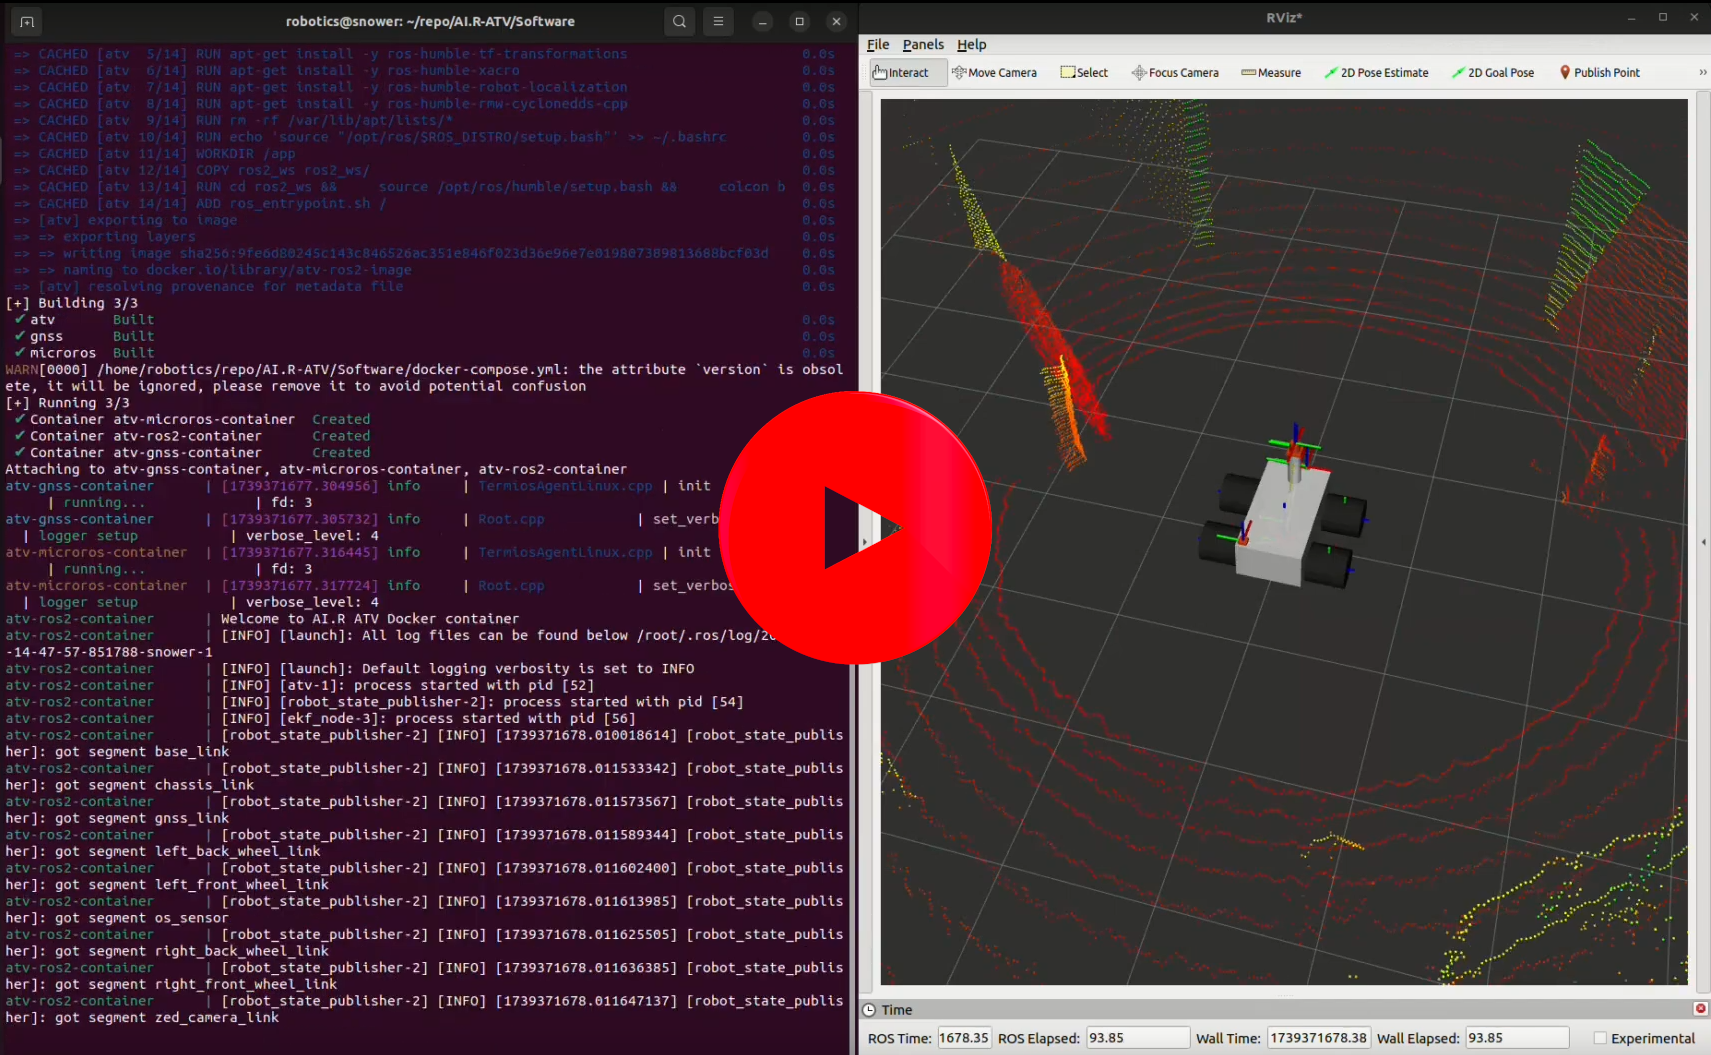 robotics@snower: ~/repo/AI.R-ATV/Software
=> CACHED [atv  5/14] RUN apt-get install -y ros-humble-tf-transformations 0.0s
=> CACHED [atv  6/14] RUN apt-get install -y ros-humble-xacro 0.0s
=> CACHED [atv  7/14] RUN apt-get install -y ros-humble-robot-localization 0.0s
=> CACHED [atv  8/14] RUN apt-get install -y ros-humble-rmw-cyclonedds-cpp 0.0s
=> CACHED [atv  9/14] RUN rm -rf /var/lib/apt/lists/* 0.0s
=> CACHED [atv 10/14] RUN echo 'source "/opt/ros/$ROS_DISTRO/setup.bash"' >> ~/.bashrc 0.0s
=> CACHED [atv 11/14] WORKDIR /app 0.0s
=> CACHED [atv 12/14] COPY ros2_ws ros2_ws/ 0.0s
=> CACHED [atv 13/14] RUN cd ros2_ws &&     source /opt/ros/humble/setup.bash &&     colcon b 0.0s
=> CACHED [atv 14/14] ADD ros_entrypoint.sh / 0.0s
=> [atv] exporting to image 0.0s
=> => exporting layers 0.0s
=> => writing image sha256:9fe6d80245c143c846526ac351e846f023d36e96e7e019807389813688bcf03d 0.0s
=> => naming to docker.io/library/atv-ros2-image 0.0s
=> [atv] resolving provenance for metadata file 0.0s
[+] Building 3/3
✔ atv Built 0.0s
✔ gnss Built 0.0s
✔ microros Built 0.0s
WARN[0000] /home/robotics/repo/AI.R-ATV/Software/docker-compose.yml: the attribute `version` is obsol
ete, it will be ignored, please remove it to avoid potential confusion
[+] Running 3/3
✔ Container atv-microros-container Created
✔ Container atv-ros2-container Created
✔ Container atv-gnss-container Created
Attaching to atv-gnss-container, atv-microros-container, atv-ros2-container
atv-gnss-container | [1739371677.304956] info | TermiosAgentLinux.cpp | init
| running... | fd: 3
atv-gnss-container | [1739371677.305732] info | Root.cpp | set_verb
| logger setup | verbose_level: 4
atv-microros-container | [1739371677.316445] info | TermiosAgentLinux.cpp | init
| running... | fd: 3
atv-microros-container | [1739371677.317724] info | Root.cpp | set_verbos
| logger setup | verbose_level: 4
atv-ros2-container | Welcome to AI.R ATV Docker container
atv-ros2-container | [INFO] [launch]: All log files can be found below /root/.ros/log/20
-14-47-57-851788-snower-1
atv-ros2-container | [INFO] [launch]: Default logging verbosity is set to INFO
atv-ros2-container | [INFO] [atv-1]: process started with pid [52]
atv-ros2-container | [INFO] [robot_state_publisher-2]: process started with pid [54]
atv-ros2-container | [INFO] [ekf_node-3]: process started with pid [56]
atv-ros2-container | [robot_state_publisher-2] [INFO] [1739371678.010018614] [robot_state_publis
her]: got segment base_link
atv-ros2-container | [robot_state_publisher-2] [INFO] [1739371678.011533342] [robot_state_publis
her]: got segment chassis_link
atv-ros2-container | [robot_state_publisher-2] [INFO] [1739371678.011573567] [robot_state_publis
her]: got segment gnss_link
atv-ros2-container | [robot_state_publisher-2] [INFO] [1739371678.011589344] [robot_state_publis
her]: got segment left_back_wheel_link
atv-ros2-container | [robot_state_publisher-2] [INFO] [1739371678.011602400] [robot_state_publis
her]: got segment left_front_wheel_link
atv-ros2-container | [robot_state_publisher-2] [INFO] [1739371678.011613985] [robot_state_publis
her]: got segment os_sensor
atv-ros2-container | [robot_state_publisher-2] [INFO] [1739371678.011625505] [robot_state_publis
her]: got segment right_back_wheel_link
atv-ros2-container | [robot_state_publisher-2] [INFO] [1739371678.011636385] [robot_state_publis
her]: got segment right_front_wheel_link
atv-ros2-container | [robot_state_publisher-2] [INFO] [1739371678.011647137] [robot_state_publis
her]: got segment zed_camera_link
RViz*
File Panels Help
Interact Move Camera Select Focus Camera Measure 2D Pose Estimate 2D Goal Pose Publish Point »
Time
ROS Time: 1678.35 ROS Elapsed: 93.85 Wall Time: 1739371678.38 Wall Elapsed: 93.85 Experimental